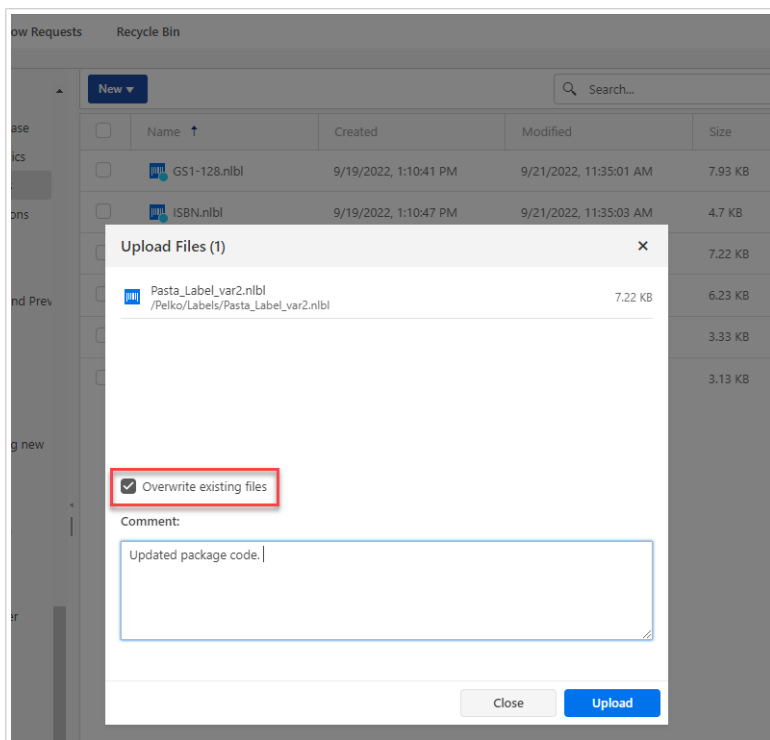 ow Requests Recycle Bin
New
Search...
ase
ics
ons
nd Prev
g new
er
Name Created Modified Size
GS1-128.nlbl 9/19/2022, 1:10:41 PM 9/21/2022, 11:35:01 AM 7.93 KB
ISBN.nlbl 9/19/2022, 1:10:47 PM 9/21/2022, 11:35:03 AM 4.7 KB
7.22 KB
6.23 KB
3.33 KB
3.13 KB
Upload Files (1)
Pasta_Label_var2.nlbl 7.22 KB
/Pelko/Labels/Pasta_Label_var2.nlbl
Overwrite existing files
Comment:
Updated package code.
Close Upload